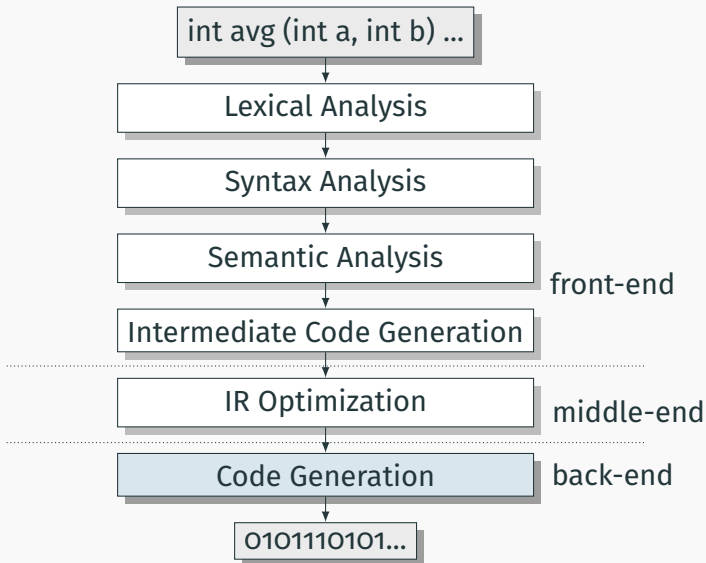 int avg (int a, int b) ...
Lexical Analysis
Syntax Analysis
Semantic Analysis
front-end
Intermediate Code Generation
IR Optimization
middle-end
Code Generation
back-end
0101110101...